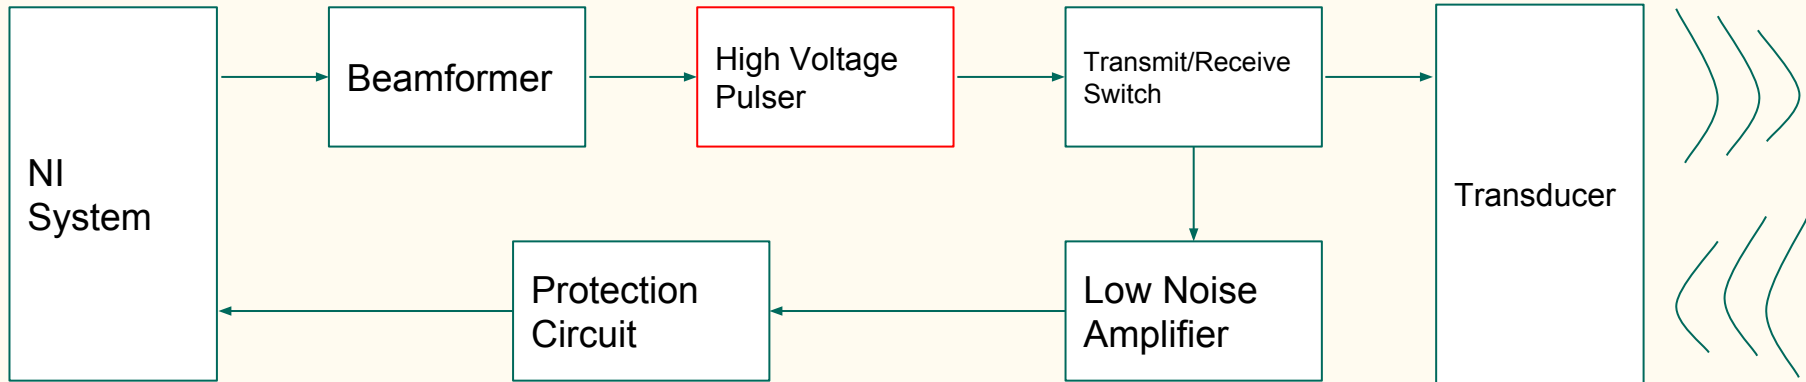 NI
System
Beamformer
High Voltage
Pulser
Transmit/Receive
Switch
Transducer
Protection
Circuit
Low Noise
Amplifier